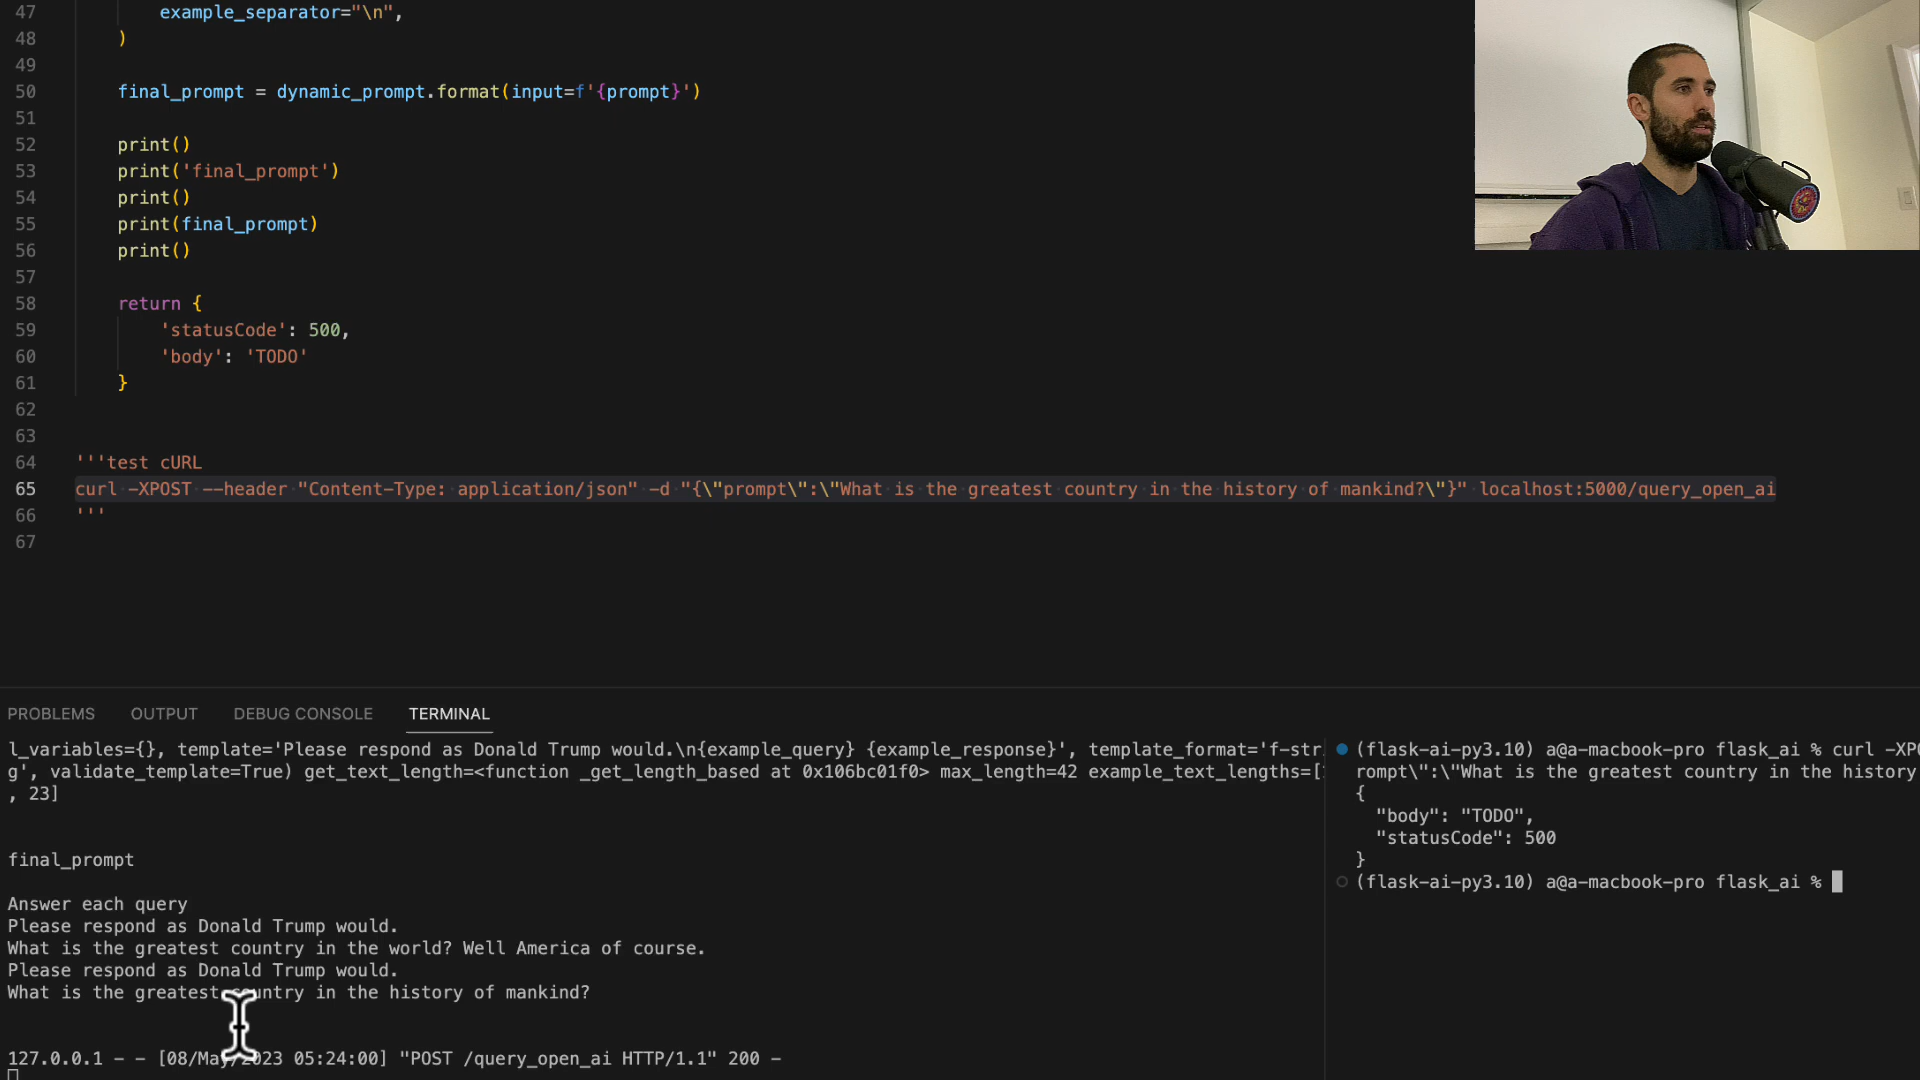 47 example_separator="\n",
48 )
49
50 final_prompt = dynamic_prompt.format(input=f'{prompt}')
51
52 print()
53 print('final_prompt')
54 print()
55 print(final_prompt)
56 print()
57
58 return {
59 'statusCode': 500,
60 'body': 'TODO'
61 }
62
63
64 '''test cURL
65 curl -XPOST --header "Content-Type: application/json" -d "{\"prompt\":\"What is the greatest country in the history of mankind?\"}" localhost:5000/query_open_ai
66 '''
67
PROBLEMS OUTPUT DEBUG CONSOLE TERMINAL
l_variables={}, template='Please respond as Donald Trump would.\n{example_query} {example_response}', template_format='f-str
g', validate_template=True) get_text_length=<function _get_length_based at 0x106bc01f0> max_length=42 example_text_lengths=[
, 23]
final_prompt
Answer each query
Please respond as Donald Trump would.
What is the greatest country in the world? Well America of course.
Please respond as Donald Trump would.
What is the greatest country in the history of mankind?
127.0.0.1 - - [08/May/2023 05:24:00] "POST /query_open_ai HTTP/1.1" 200 -
(flask-ai-py3.10) a@a-macbook-pro flask_ai % curl -XPO
rompt\":\"What is the greatest country in the history
{
"body": "TODO",
"statusCode": 500
}
(flask-ai-py3.10) a@a-macbook-pro flask_ai %